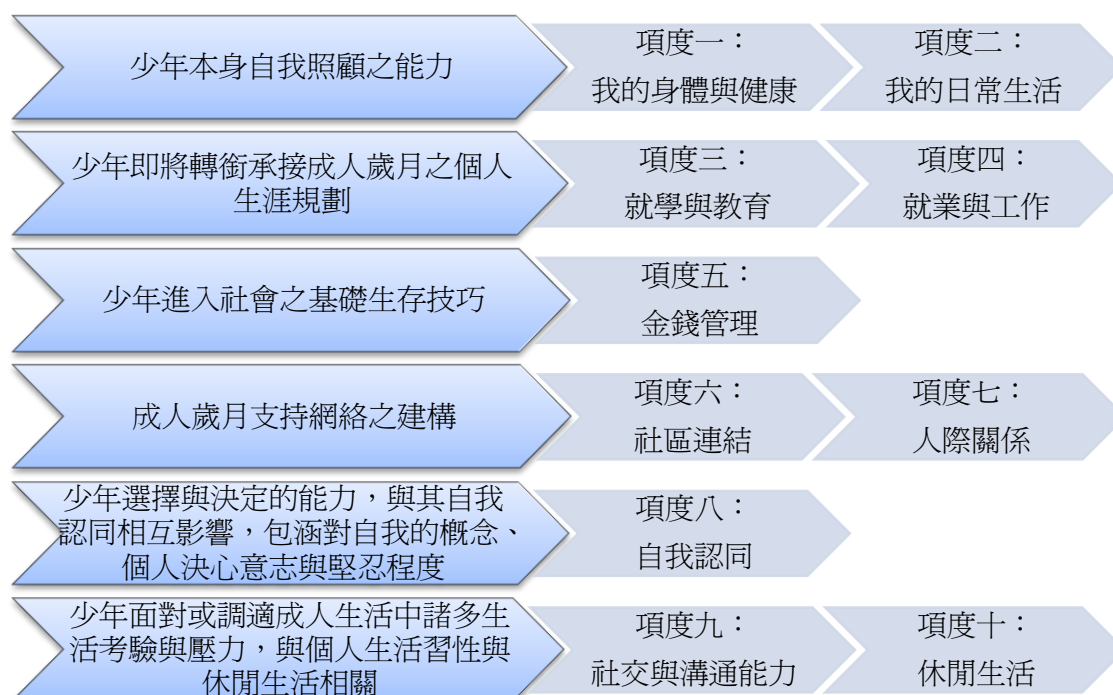 少年本身自我照顧之能力
項度一：
我的身體與健康
項度二：
我的日常生活
少年即將轉銜承接成人歲月之個人
生涯規劃
項度三：
就學與教育
項度四：
就業與工作
少年進入社會之基礎生存技巧
項度五：
金錢管理
成人歲月支持網絡之建構
項度六：
社區連結
項度七：
人際關係
少年選擇與決定的能力，與其自我
認同相互影響，包涵對自我的概念、
個人決心意志與堅忍程度
項度八：
自我認同
少年面對或調適成人生活中諸多生
活考驗與壓力，與個人生活習性與
休閒生活相關
項度九：
社交與溝通能力
項度十：
休閒生活